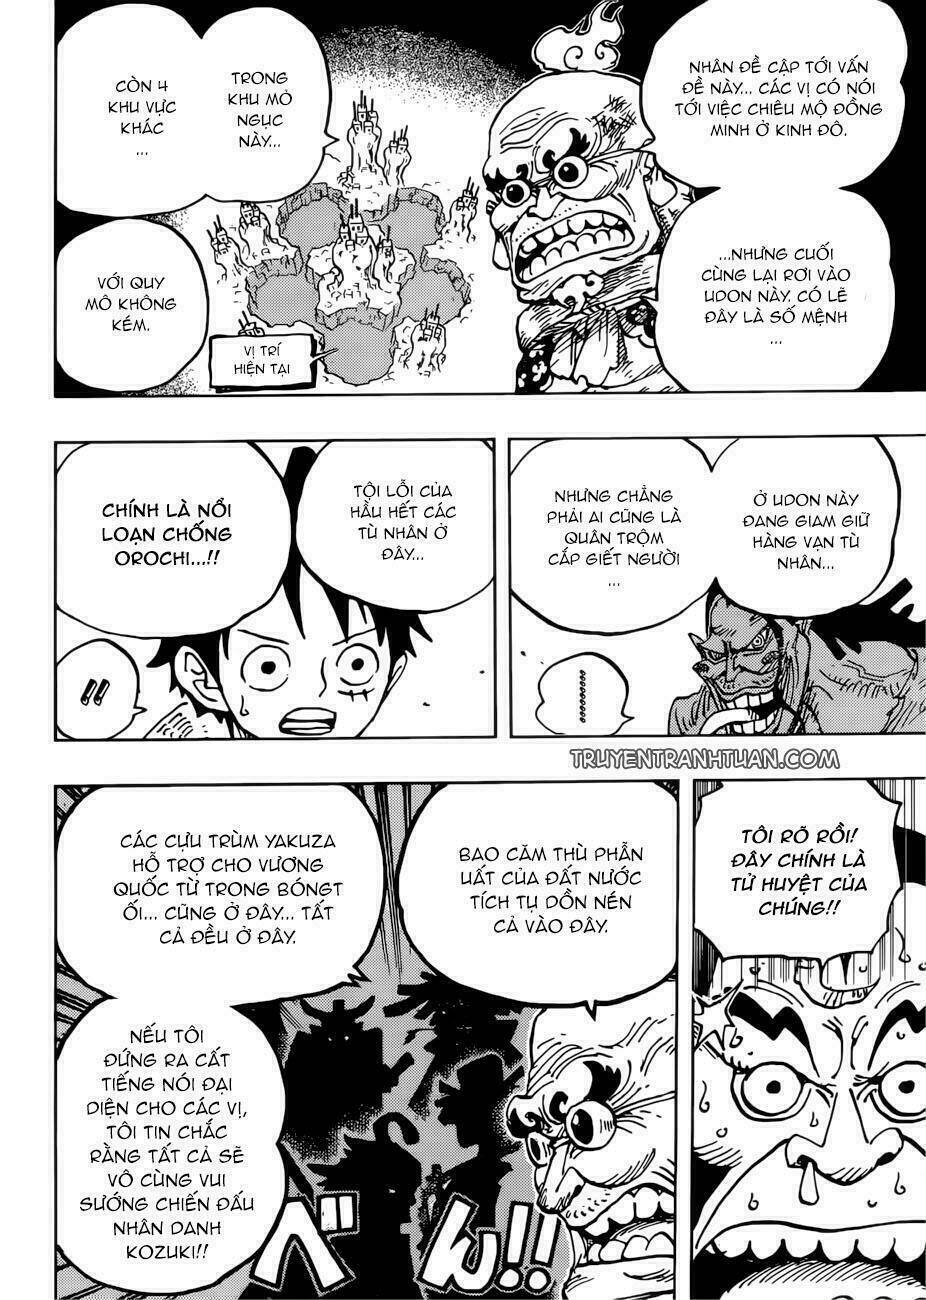 NHÂN ĐỀ CẬP TỚI VẤN
ĐỀ NÀY... CÁC VỊ CÓ NÓI
TỚI VIỆC CHIÊU MỘ ĐỒNG
MINH Ở KINH ĐÔ.
...NHƯNG CUỐI
CÙNG LẠI RƠI VÀO
UDON NÀY. CÓ LẼ
ĐÂY LÀ SỐ MỆNH
...
TRONG
KHU MỎ
NGỤC
NÀY...
CÒN 4
KHU VỰC
KHÁC
...
VỚI QUY
MÔ KHÔNG
KÉM.
VỊ TRÍ
HIỆN TẠI
Ở UDON NÀY
ĐANG GIAM GIỮ
HÀNG VẠN TÙ
NHÂN...
NHƯNG CHẲNG
PHẢI AI CŨNG LÀ
QUÂN TRỘM
CẮP GIẾT NGƯỜI
...
.........
TỘI LỖI CỦA
HẦU HẾT CÁC
TÙ NHÂN Ở
ĐÂY...
CHÍNH LÀ NỔI
LOẠN CHỐNG
OROCHI...!!
!!
TRUYENTRANHTUAN.COM
TÔI RÕ RỒI!
ĐÂY CHÍNH LÀ
TỬ HUYỆT CỦA
CHÚNG!!
BAO CĂM THÙ PHẪN
UẤT CỦA ĐẤT NƯỚC
TÍCH TỤ DỒN NÉN
CẢ VÀO ĐÂY.
CÁC CỰU TRÙM YAKUZA
HỖ TRỢ CHO VƯƠNG
QUỐC TỪ TRONG BÓNGT
ỐI... CŨNG Ở ĐÂY... TẤT
CẢ ĐỀU Ở ĐÂY.
NẾU TÔI
ĐỨNG RA CẤT
TIẾNG NÓI ĐẠI
DIỆN CHO CÁC VỊ,
TÔI TIN CHẮC
RẰNG TẤT CẢ SẼ
VÔ CÙNG VUI
SƯỚNG CHIẾN ĐẤU
NHÂN DANH
KOZUKI!!
べん!!